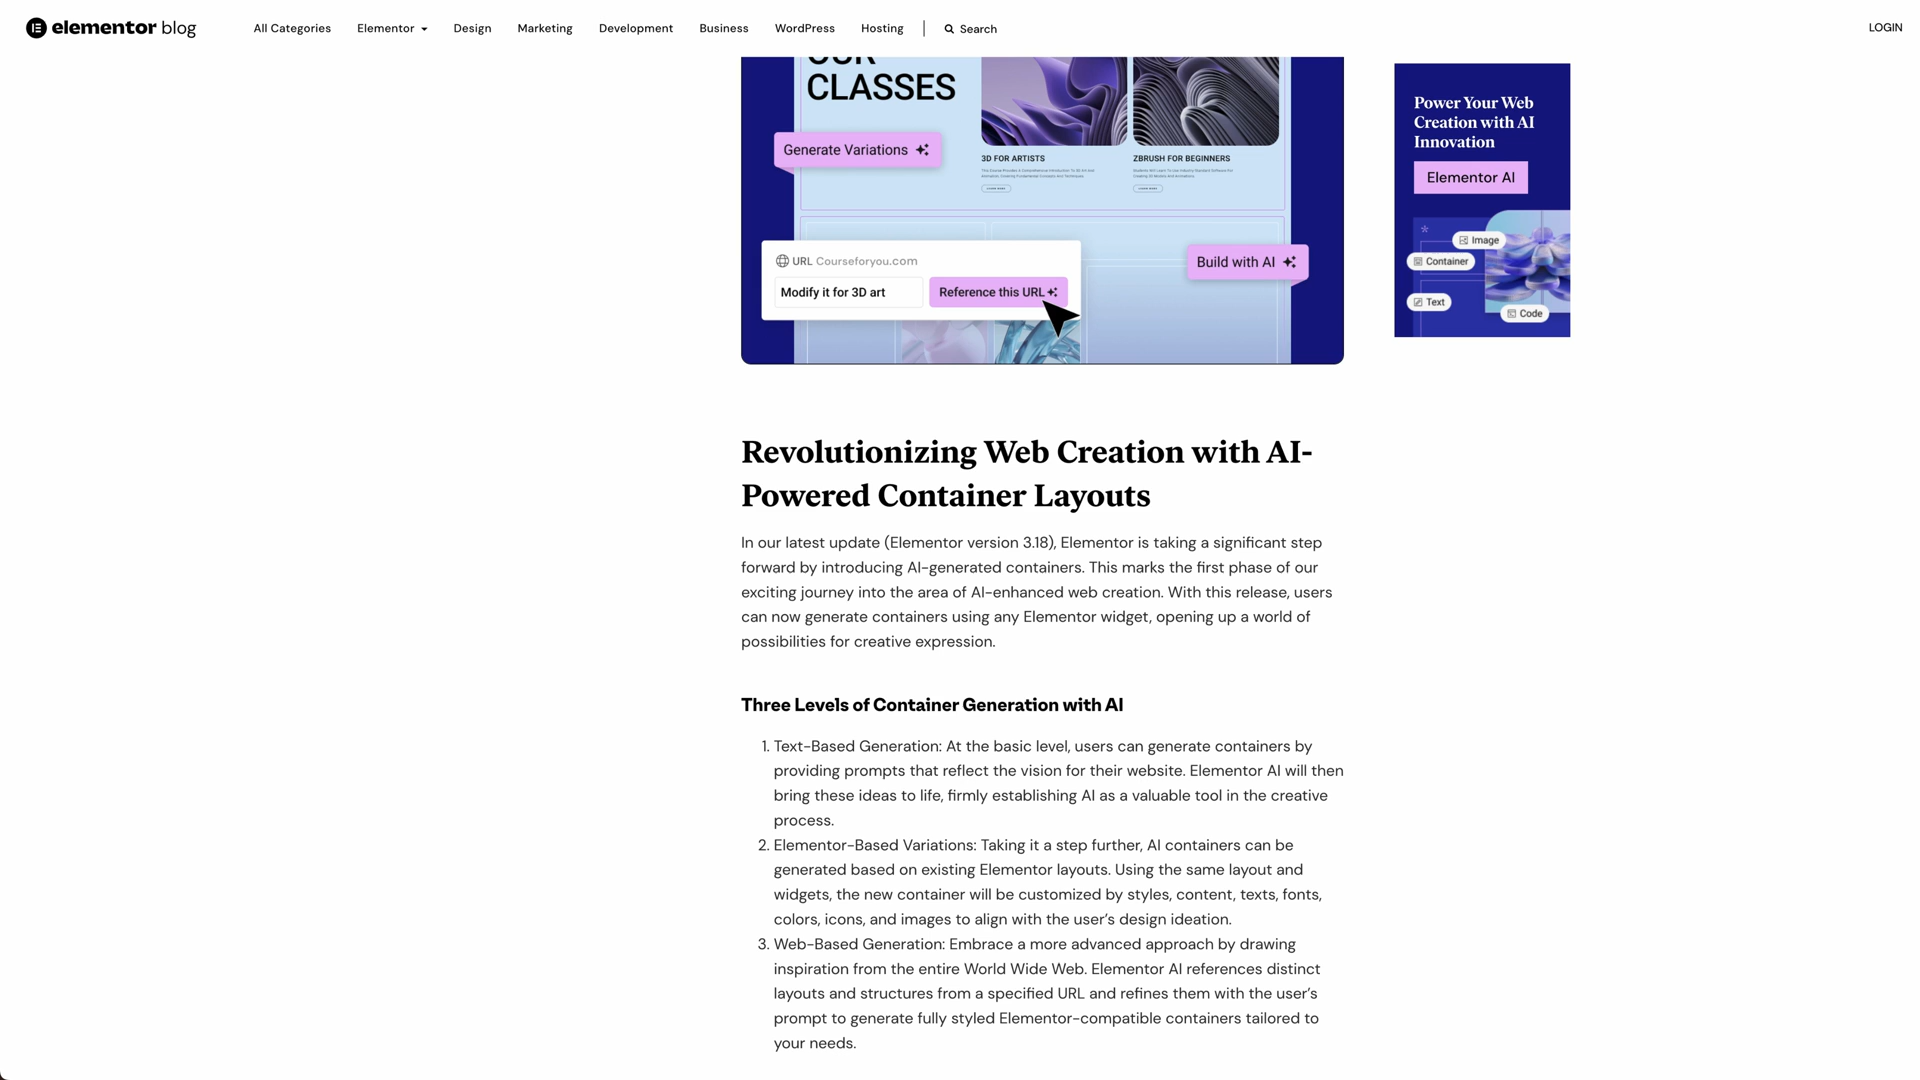 elementor blog
All Categories
Elementor
Design
Marketing
Development
Business
WordPress
Hosting
Search
LOGIN
OUR
CLASSES
Generate Variations
3D FOR ARTISTS
ZBRUSH FOR BEGINNERS
URL Courseforyou.com
Modify it for 3D art
Reference this URL
Build with AI
Power Your Web
Creation with AI
Innovation
Elementor AI
Image
Container
Text
Code
Revolutionizing Web Creation with AI-
Powered Container Layouts
In our latest update (Elementor version 3.18), Elementor is taking a significant step
forward by introducing AI-generated containers. This marks the first phase of our
exciting journey into the area of AI-enhanced web creation. With this release, users
can now generate containers using any Elementor widget, opening up a world of
possibilities for creative expression.
Three Levels of Container Generation with AI
1. Text-Based Generation: At the basic level, users can generate containers by
providing prompts that reflect the vision for their website. Elementor AI will then
bring these ideas to life, firmly establishing AI as a valuable tool in the creative
process.
2. Elementor-Based Variations: Taking it a step further, AI containers can be
generated based on existing Elementor layouts. Using the same layout and
widgets, the new container will be customized by styles, content, texts, fonts,
colors, icons, and images to align with the user's design ideation.
3. Web-Based Generation: Embrace a more advanced approach by drawing
inspiration from the entire World Wide Web. Elementor AI references distinct
layouts and structures from a specified URL and refines them with the user's
prompt to generate fully styled Elementor-compatible containers tailored to
your needs.